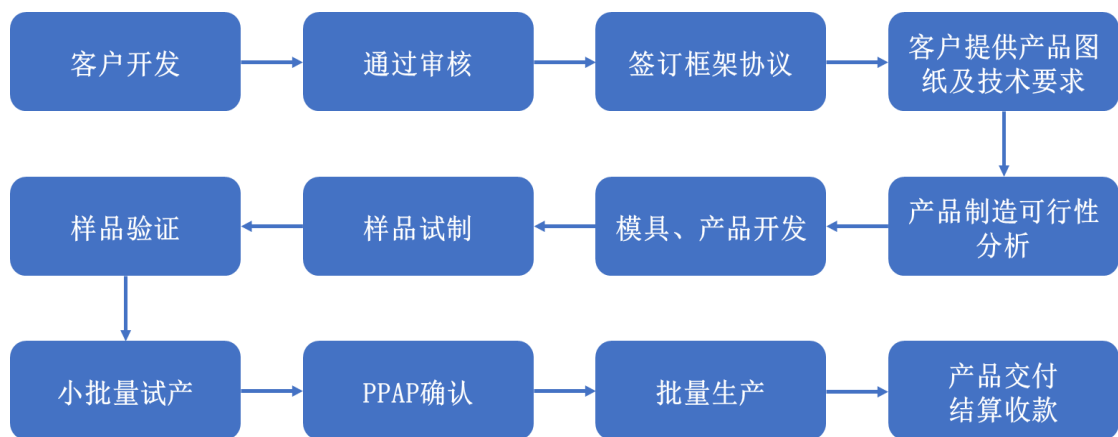 客户开发
通过审核
签订框架协议
客户提供产品图
纸及技术要求
产品制造可行性
分析
模具、产品开发
样品试制
样品验证
小批量试产
PPAP确认
批量生产
产品交付
结算收款